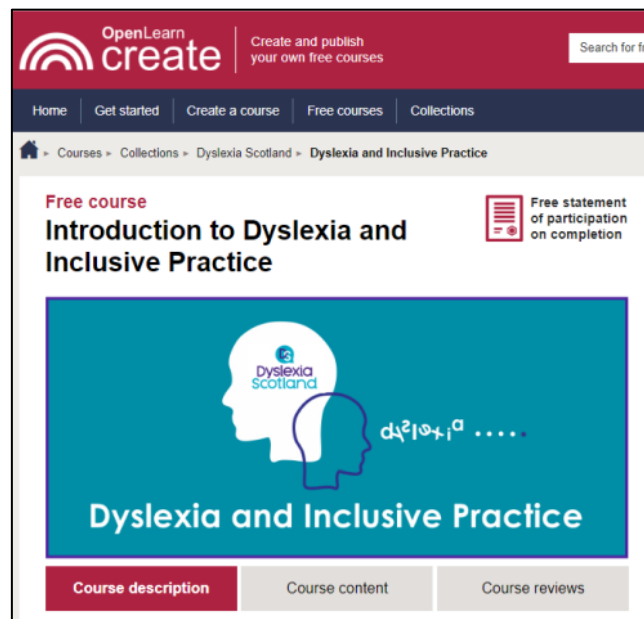 OpenLearn
create
Create and publish
your own free courses
Search for f
Home Get started Create a course Free courses Collections
Courses ▸ Collections ▸ Dyslexia Scotland ▸ Dyslexia and Inclusive Practice
Free course
Introduction to Dyslexia and
Inclusive Practice
Free statement
of participation
on completion
DS
Dyslexia
Scotland
dyslexia .....
Dyslexia and Inclusive Practice
Course description Course content Course reviews